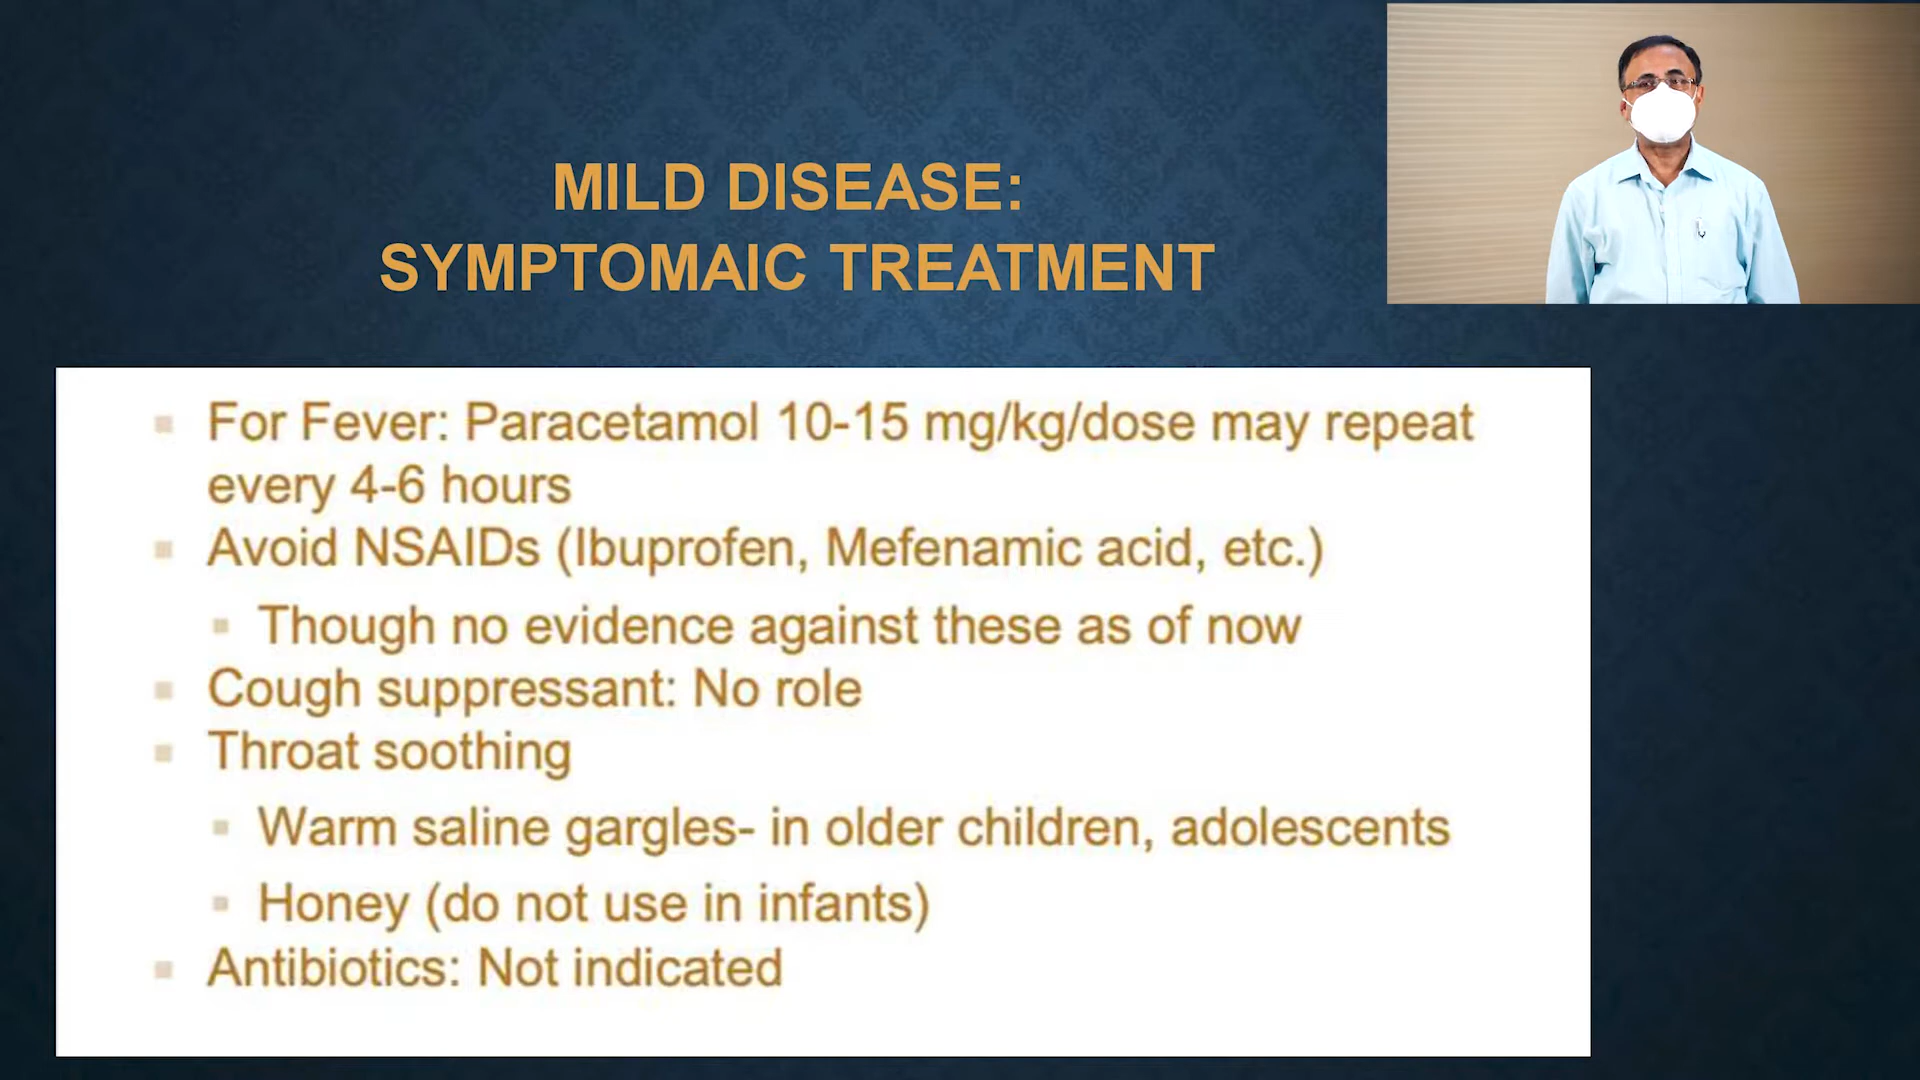 MILD DISEASE:
SYMPTOMAIC TREATMENT
For Fever: Paracetamol 10-15 mg/kg/dose may repeat
every 4-6 hours
Avoid NSAIDs (Ibuprofen, Mefenamic acid, etc.)
Though no evidence against these as of now
Cough suppressant: No role
Throat soothing
Warm saline gargles- in older children, adolescents
Honey (do not use in infants)
Antibiotics: Not indicated